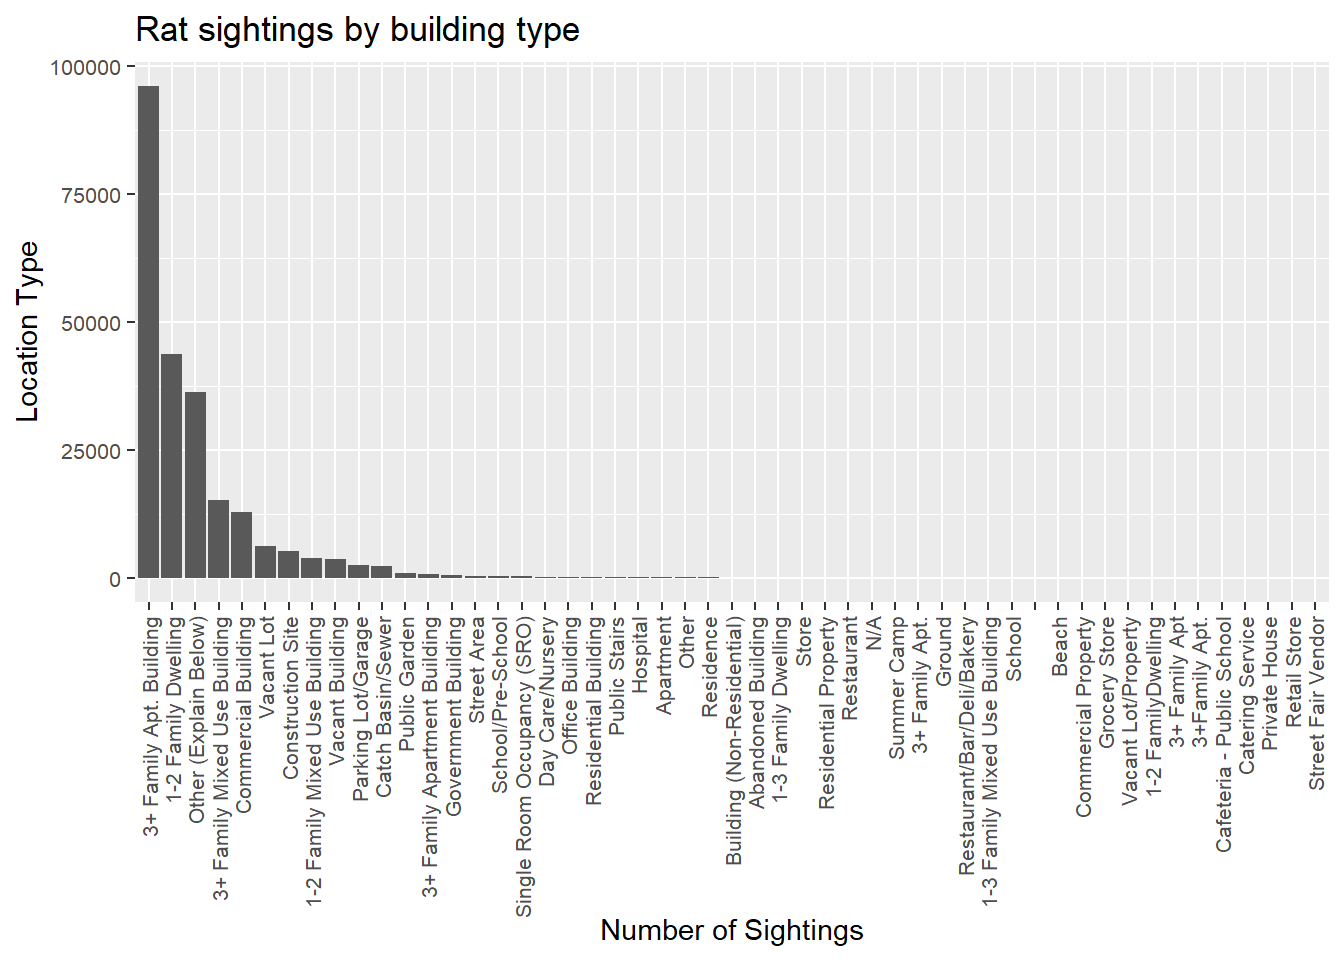 Rat sightings by building type
100000
75000
50000
25000
0
Location Type
3+ Family Apt. Building
1-2 Family Dwelling
Other (Explain Below)
3+ Family Mixed Use Building
Commercial Building
Vacant Lot
Construction Site
1-2 Family Mixed Use Building
Vacant Building
Parking Lot/Garage
Catch Basin/Sewer
Public Garden
3+ Family Apartment Building
Government Building
Street Area
School/Pre-School
Single Room Occupancy (SRO)
Day Care/Nursery
Office Building
Residential Building
Public Stairs
Hospital
Apartment
Other
Residence
Building (Non-Residential)
Abandoned Building
1-3 Family Dwelling
Store
Residential Property
Restaurant
N/A
Summer Camp
3+ Family Apt.
Ground
Restaurant/Bar/Deli/Bakery
1-3 Family Mixed Use Building
School
Beach
Commercial Property
Grocery Store
Vacant Lot/Property
1-2 FamilyDwelling
3+ Family Apt
3+Family Apt.
Cafeteria - Public School
Catering Service
Private House
Retail Store
Street Fair Vendor
Number of Sightings